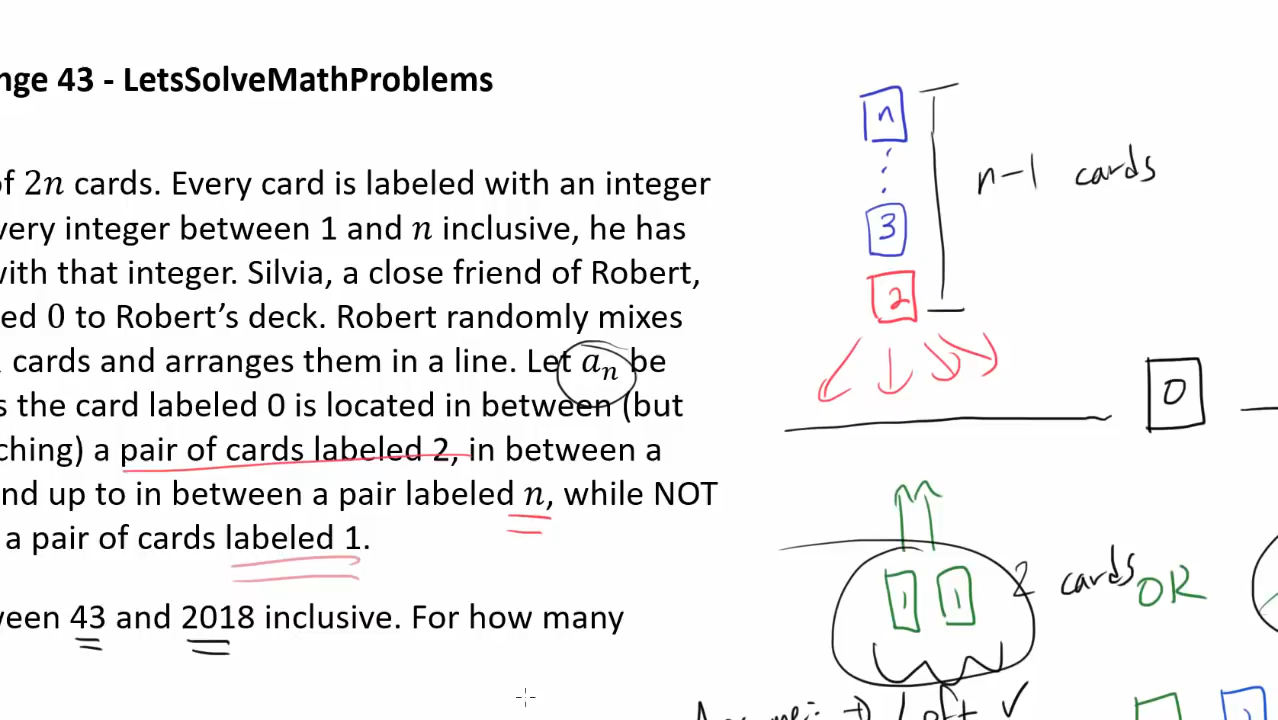 nge 43 - LetsSolveMathProblems
of 2n cards. Every card is labeled with an integer
very integer between 1 and n inclusive, he has
with that integer. Silvia, a close friend of Robert,
ed 0 to Robert's deck. Robert randomly mixes
cards and arranges them in a line. Let aₙ be
s the card labeled 0 is located in between (but
ching) a pair of cards labeled 2, in between a
nd up to in between a pair labeled n, while NOT
a pair of cards labeled 1.
ween 43 and 2018 inclusive. For how many
n
⋮
3
2
n-1 cards
0
1 1
2 cards
OR
Left ✓